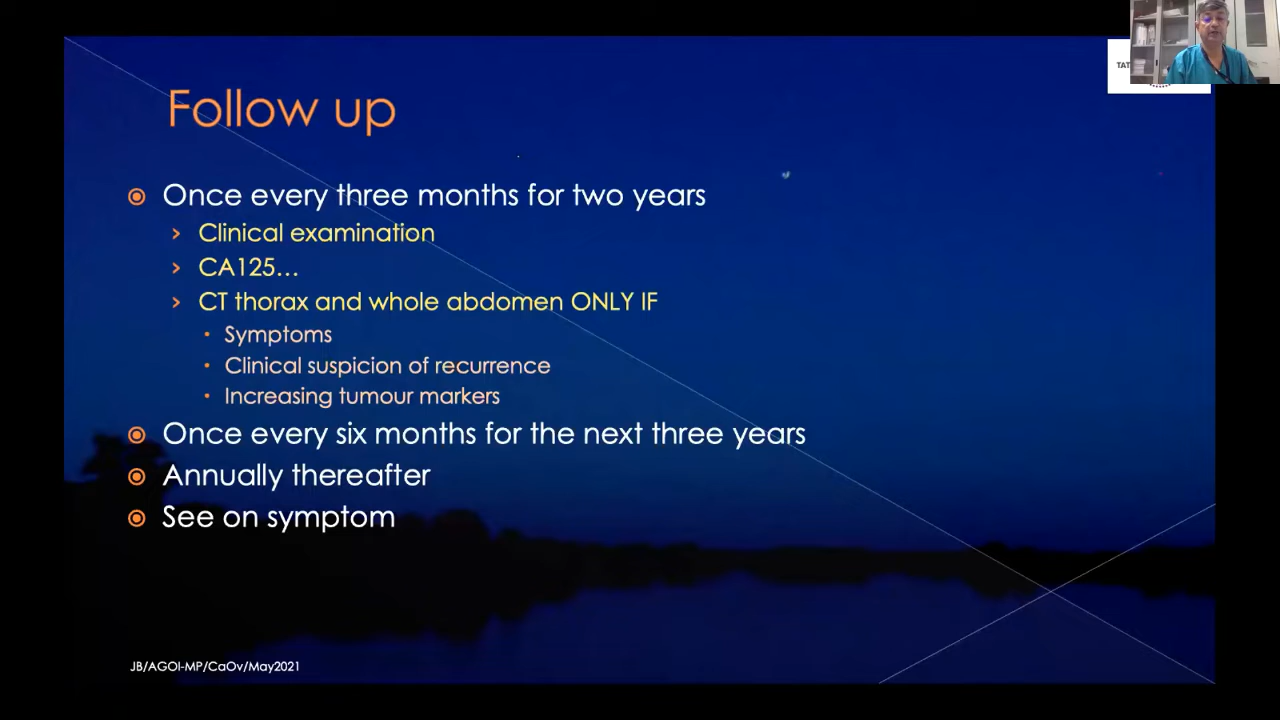 TAT
Follow up
Once every three months for two years
Clinical examination
CA125...
CT thorax and whole abdomen ONLY IF
Symptoms
Clinical suspicion of recurrence
Increasing tumour markers
Once every six months for the next three years
Annually thereafter
See on symptom
JB/AGOI-MP/CaOv/May2021